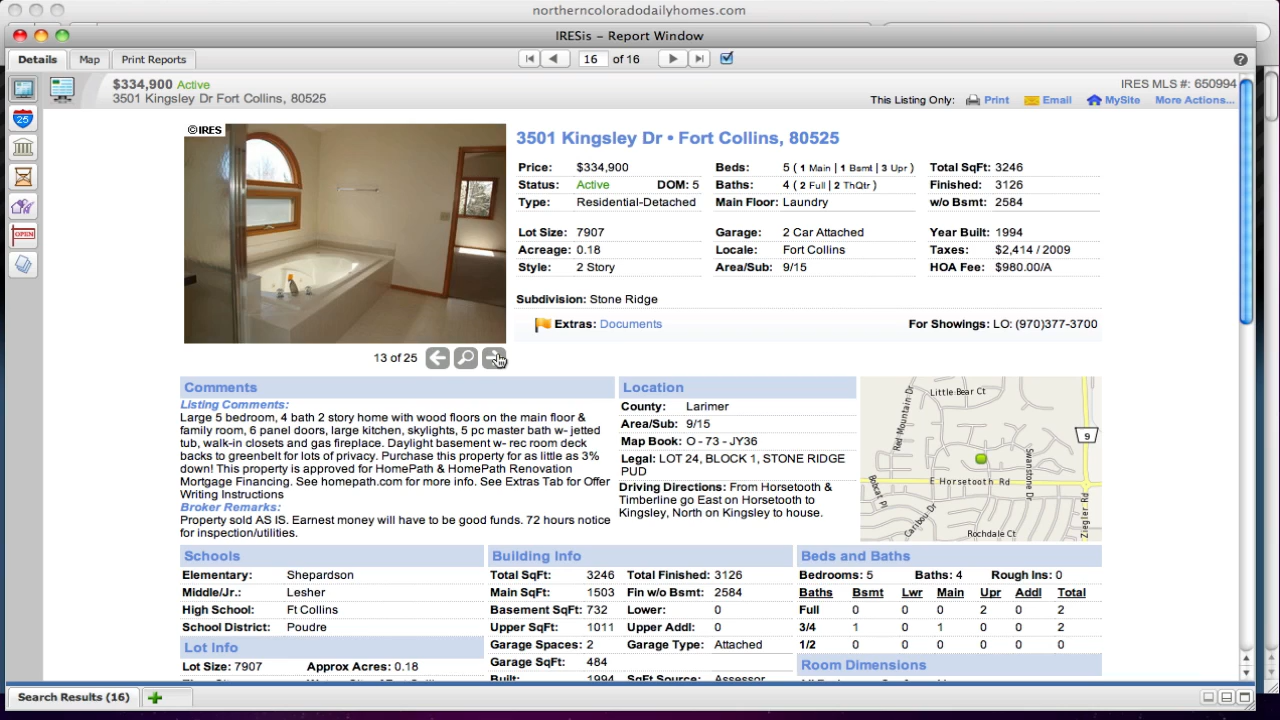 northerncoloradodailyhomes.com
IRESis – Report Window
Details Map Print Reports 16 of 16
$334,900 Active IRES MLS #: 650994
3501 Kingsley Dr Fort Collins, 80525 This Listing Only: Print Email MySite More Actions...
©IRES
25
OPEN
3501 Kingsley Dr • Fort Collins, 80525
Price: $334,900 Beds: 5 ( 1 Main | 1 Bsmt | 3 Upr ) Total SqFt: 3246
Status: Active DOM: 5 Baths: 4 ( 2 Full | 2 ThQtr ) Finished: 3126
Type: Residential-Detached Main Floor: Laundry w/o Bsmt: 2584
Lot Size: 7907 Garage: 2 Car Attached Year Built: 1994
Acreage: 0.18 Locale: Fort Collins Taxes: $2,414 / 2009
Style: 2 Story Area/Sub: 9/15 HOA Fee: $980.00/A
Subdivision: Stone Ridge
Extras: Documents For Showings: LO: (970)377-3700
13 of 25
Comments
Listing Comments:
Large 5 bedroom, 4 bath 2 story home with wood floors on the main floor &
family room, 6 panel doors, large kitchen, skylights, 5 pc master bath w- jetted
tub, walk-in closets and gas fireplace. Daylight basement w- rec room deck
backs to greenbelt for lots of privacy. Purchase this property for as little as 3%
down! This property is approved for HomePath & HomePath Renovation
Mortgage Financing. See homepath.com for more info. See Extras Tab for Offer
Writing Instructions
Broker Remarks:
Property sold AS IS. Earnest money will have to be good funds. 72 hours notice
for inspection/utilities.
Location
County: Larimer
Area/Sub: 9/15
Map Book: O - 73 - JY36
Legal: LOT 24, BLOCK 1, STONE RIDGE
PUD
Driving Directions: From Horsetooth &
Timberline go East on Horsetooth to
Kingsley, North on Kingsley to house.
Little Bear Ct
Red Mountain Dr
9
Swanstone Dr
E Horsetooth Rd
Bobcat Pl
Caribou Dr
Rochdale Ct
Ziegler Rd
Schools
Elementary: Shepardson
Middle/Jr.: Lesher
High School: Ft Collins
School District: Poudre
Lot Info
Lot Size: 7907 Approx Acres: 0.18
Building Info
Total SqFt: 3246 Total Finished: 3126
Main SqFt: 1503 Fin w/o Bsmt: 2584
Basement SqFt: 732 Lower: 0
Upper SqFt: 1011 Upper Addl: 0
Garage Spaces: 2 Garage Type: Attached
Garage SqFt: 484
Built: 1994 SqFt Source: Assessor
Beds and Baths
Bedrooms: 5 Baths: 4 Rough Ins: 0
Baths Bsmt Lwr Main Upr Addl Total
Full 0 0 0 2 0 2
3/4 1 0 1 0 0 2
1/2 0 0 0 0 0 0
Room Dimensions
Search Results (16)